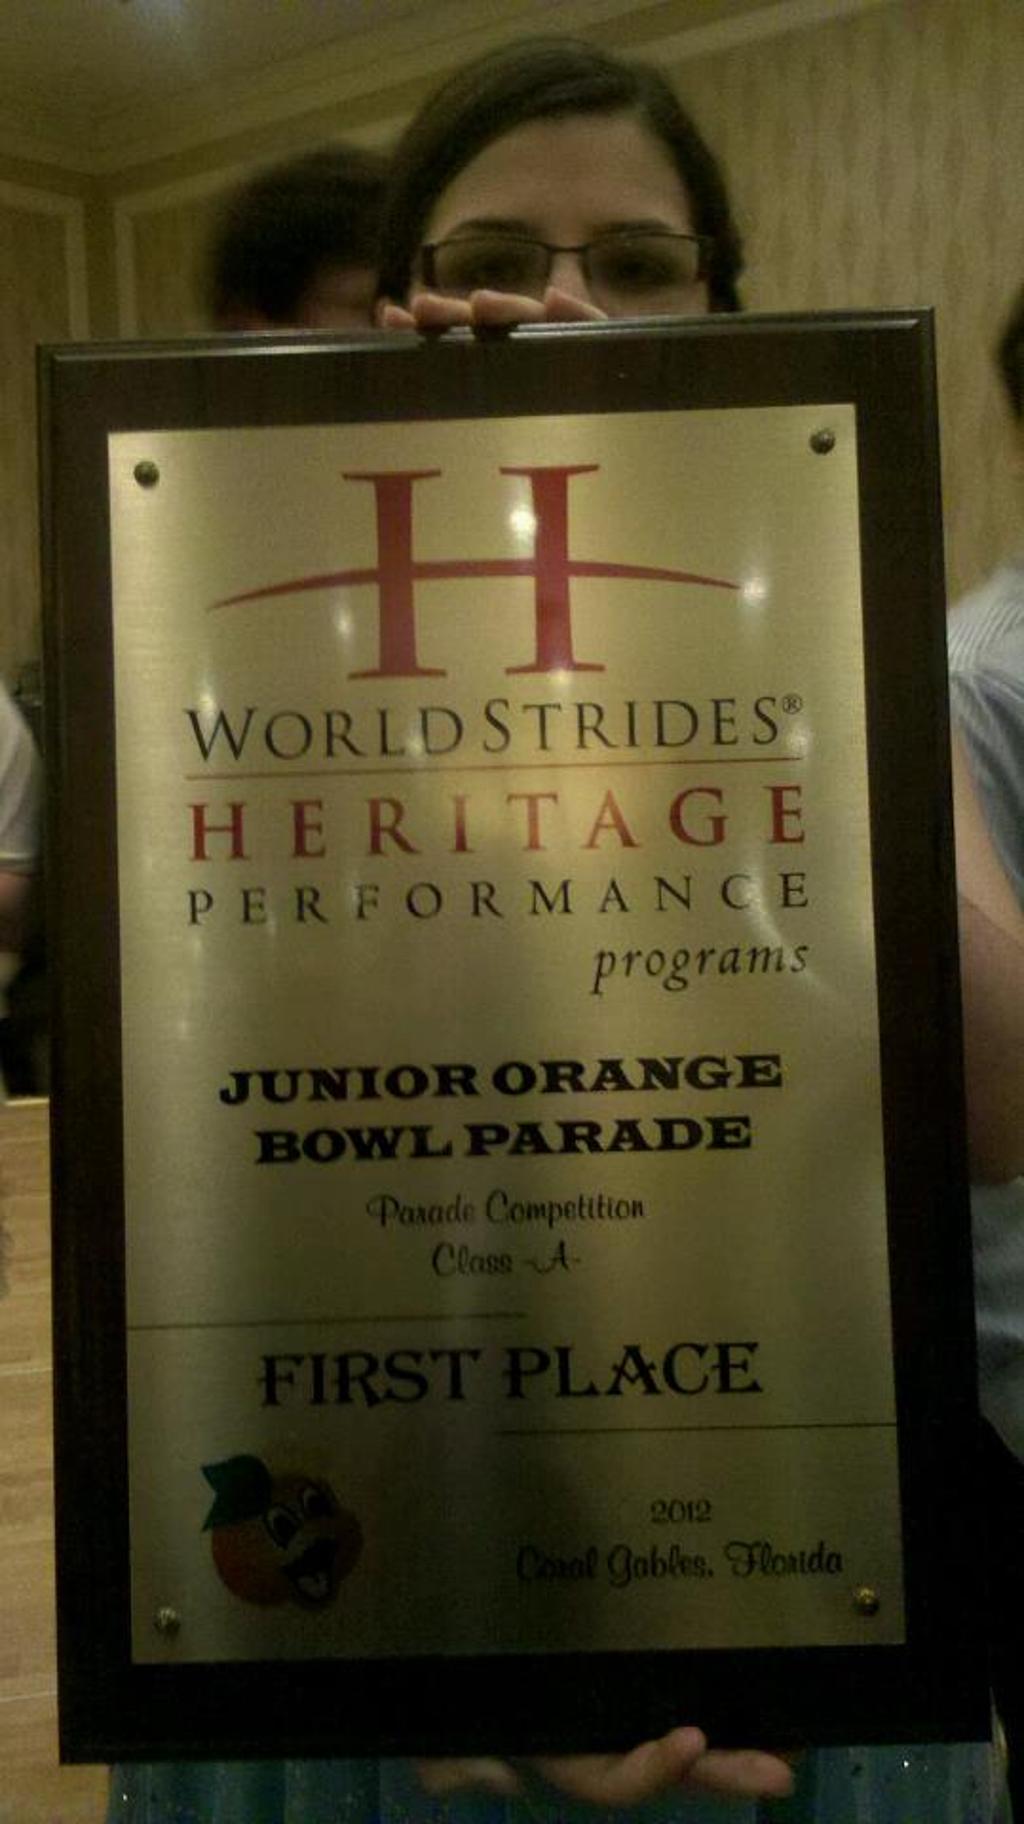 H
WORLDSTRIDES®
HERITAGE
PERFORMANCE
programs
JUNIOR ORANGE
BOWL PARADE
Parade Competition
Class -A-
FIRST PLACE
2012
Coral Gables, Florida